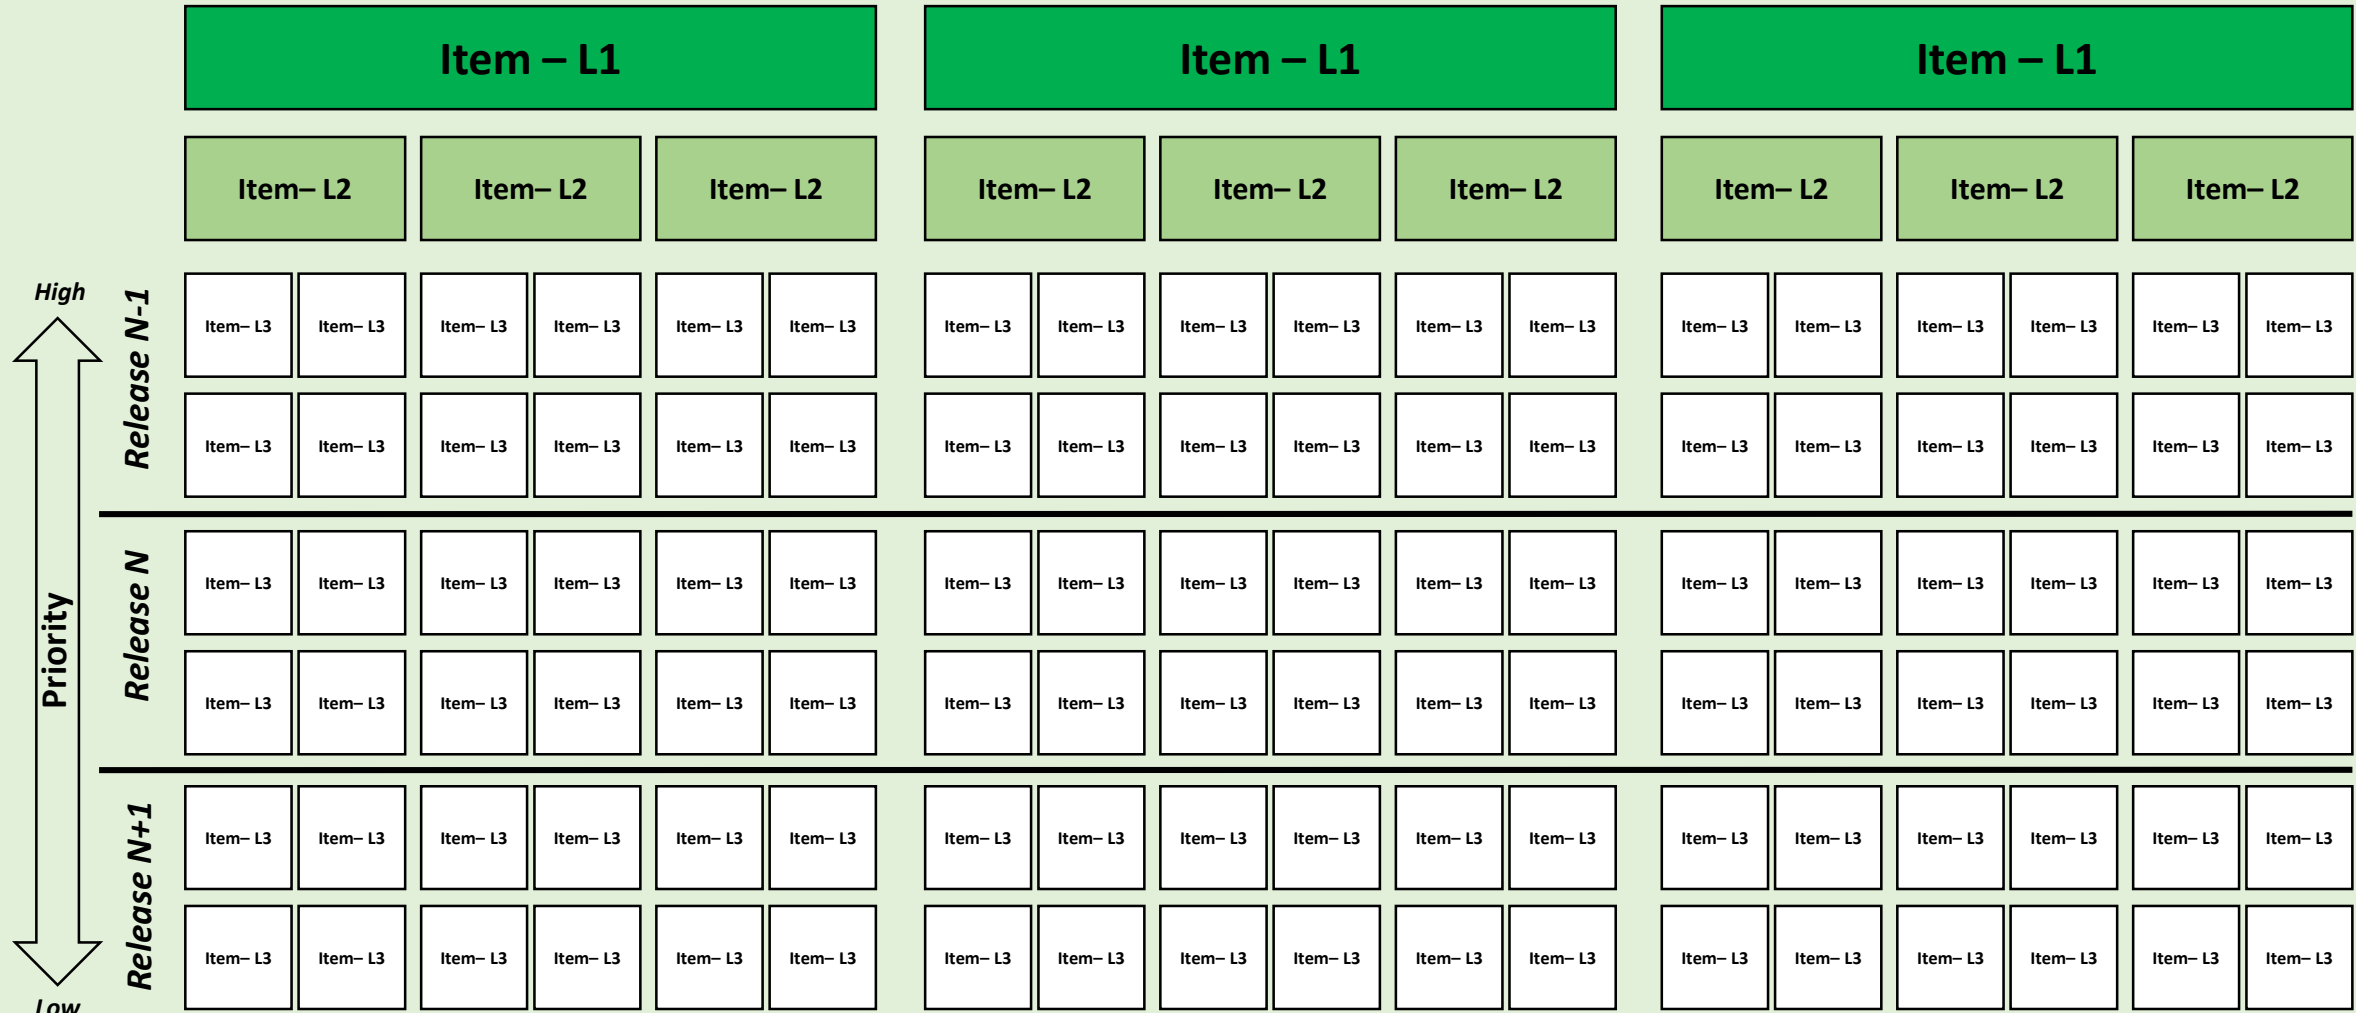 Item – L1 Item – L1 Item – L1
Item– L2 Item– L2 Item– L2 Item– L2 Item– L2 Item– L2 Item– L2 Item– L2 Item– L2
High
Priority
Low
Release N-1
Item– L3 Item– L3 Item– L3 Item– L3 Item– L3 Item– L3 Item– L3 Item– L3 Item– L3 Item– L3 Item– L3 Item– L3 Item– L3 Item– L3 Item– L3 Item– L3 Item– L3 Item– L3
Item– L3 Item– L3 Item– L3 Item– L3 Item– L3 Item– L3 Item– L3 Item– L3 Item– L3 Item– L3 Item– L3 Item– L3 Item– L3 Item– L3 Item– L3 Item– L3 Item– L3 Item– L3
Release N
Item– L3 Item– L3 Item– L3 Item– L3 Item– L3 Item– L3 Item– L3 Item– L3 Item– L3 Item– L3 Item– L3 Item– L3 Item– L3 Item– L3 Item– L3 Item– L3 Item– L3 Item– L3
Item– L3 Item– L3 Item– L3 Item– L3 Item– L3 Item– L3 Item– L3 Item– L3 Item– L3 Item– L3 Item– L3 Item– L3 Item– L3 Item– L3 Item– L3 Item– L3 Item– L3 Item– L3
Release N+1
Item– L3 Item– L3 Item– L3 Item– L3 Item– L3 Item– L3 Item– L3 Item– L3 Item– L3 Item– L3 Item– L3 Item– L3 Item– L3 Item– L3 Item– L3 Item– L3 Item– L3 Item– L3
Item– L3 Item– L3 Item– L3 Item– L3 Item– L3 Item– L3 Item– L3 Item– L3 Item– L3 Item– L3 Item– L3 Item– L3 Item– L3 Item– L3 Item– L3 Item– L3 Item– L3 Item– L3